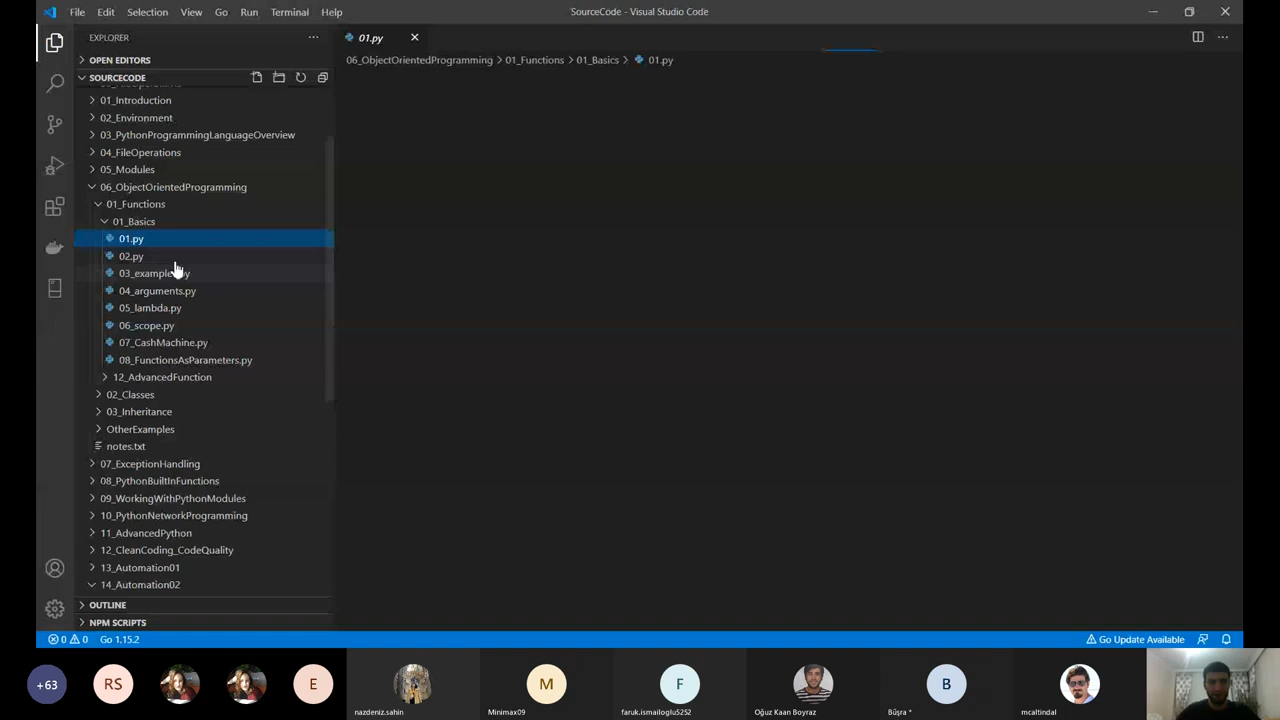 File Edit Selection View Go Run Terminal Help
SourceCode - Visual Studio Code
EXPLORER
01.py
OPEN EDITORS
06_ObjectOrientedProgramming > 01_Functions > 01_Basics > 01.py
SOURCECODE
01_Introduction
02_Environment
03_PythonProgrammingLanguageOverview
04_FileOperations
05_Modules
06_ObjectOrientedProgramming
01_Functions
01_Basics
01.py
02.py
03_example.py
04_arguments.py
05_lambda.py
06_scope.py
07_CashMachine.py
08_FunctionsAsParameters.py
12_AdvancedFunction
02_Classes
03_Inheritance
OtherExamples
notes.txt
07_ExceptionHandling
08_PythonBuiltInFunctions
09_WorkingWithPythonModules
10_PythonNetworkProgramming
11_AdvancedPython
12_CleanCoding_CodeQuality
13_Automation01
14_Automation02
OUTLINE
NPM SCRIPTS
0 0 Go 1.15.2
Go Update Available
+63
RS
E
M
F
B
nazdeniz.sahin
Minimax09
faruk.ismailoglu5252
Oğuz Kaan Boyraz
Büşra *
mcaltindal